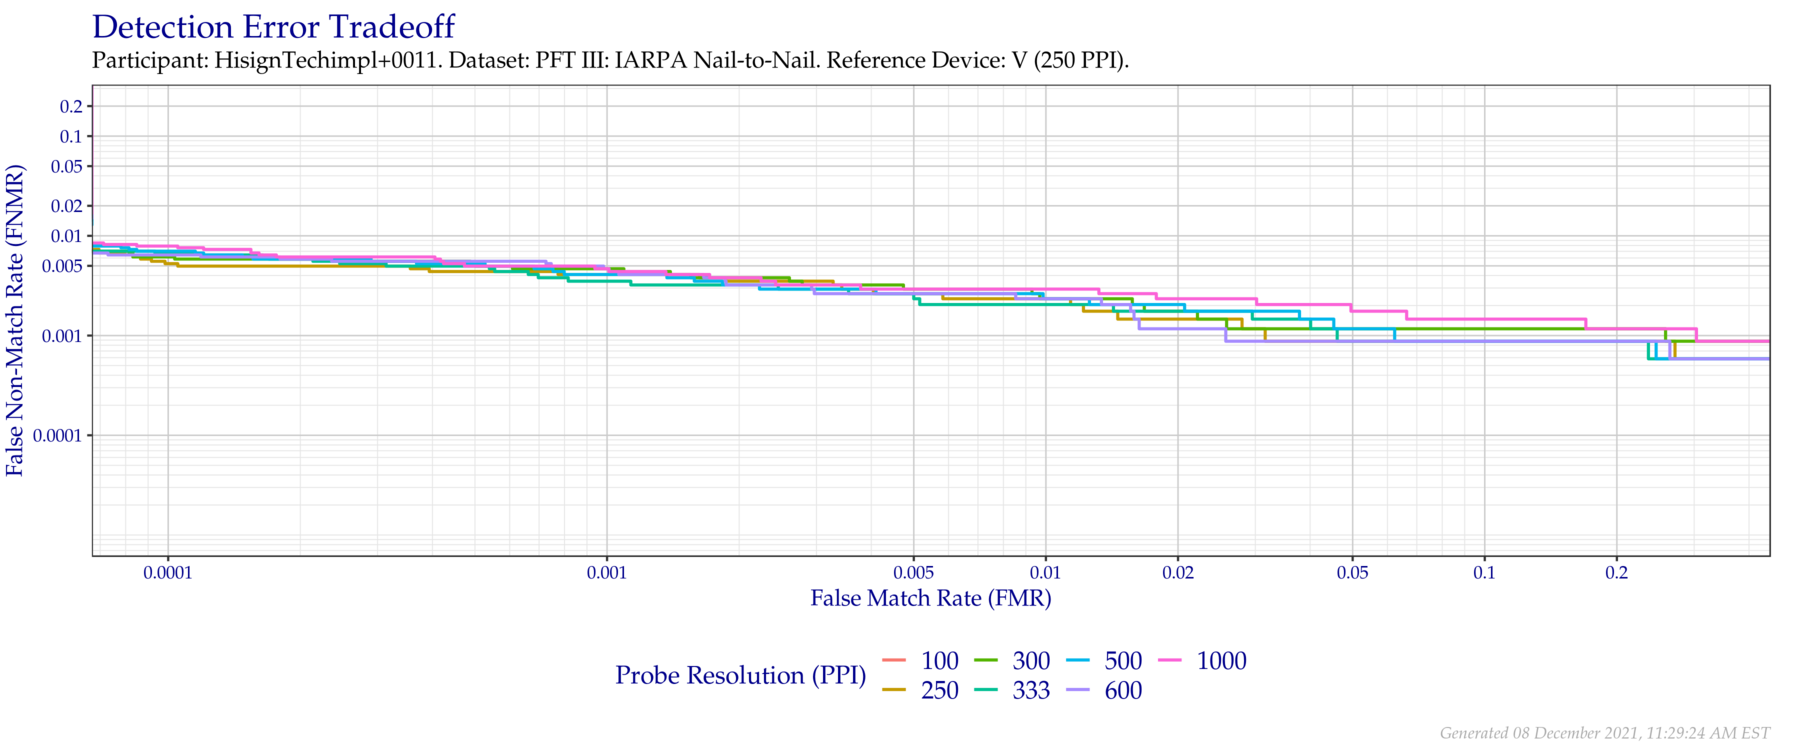 Detection Error Tradeoff
Participant: HisignTechimpl+0011. Dataset: PFT III: IARPA Nail-to-Nail. Reference Device: V (250 PPI).
0.2
0.1
0.05
0.02
0.01
0.005
0.001
0.0001
False Non-Match Rate (FNMR)
0.0001 0.001 0.005 0.01 0.02 0.05 0.1 0.2
False Match Rate (FMR)
Probe Resolution (PPI)
100 300 500 1000
250 333 600
Generated 08 December 2021, 11:29:24 AM EST